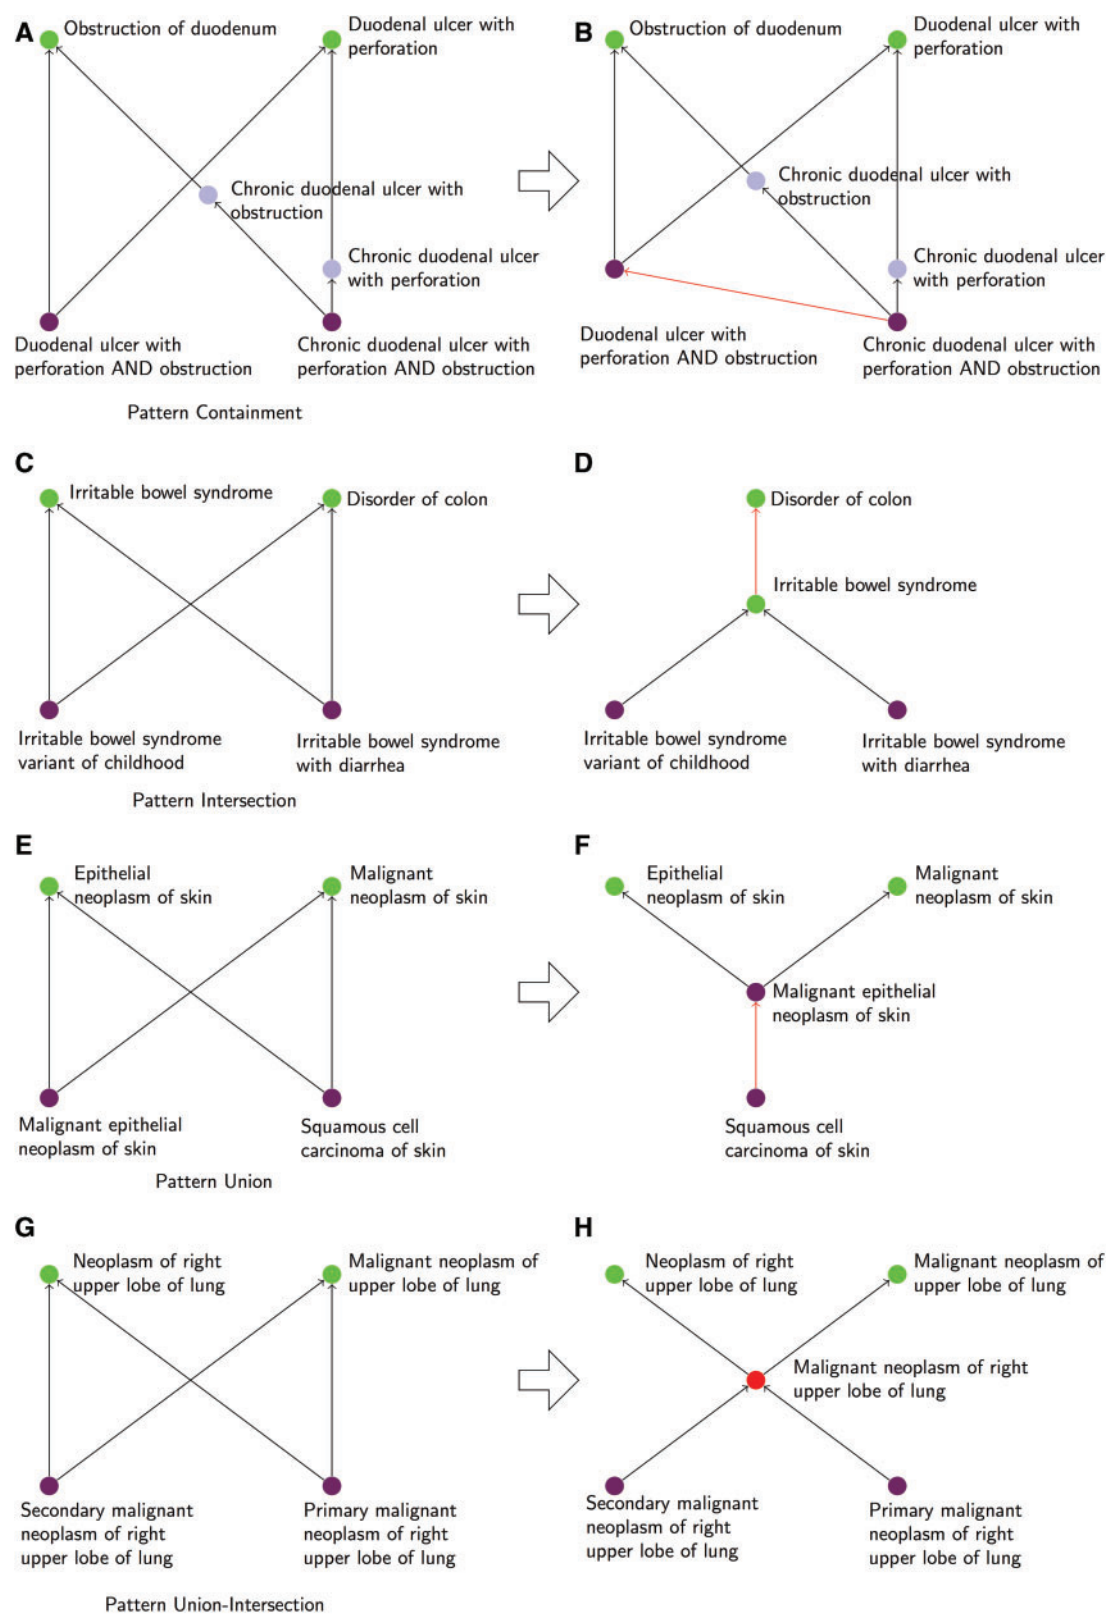 A
Obstruction of duodenum
Duodenal ulcer with
perforation
Chronic duodenal ulcer with
obstruction
Chronic duodenal ulcer
with perforation
Duodenal ulcer with
perforation AND obstruction
Chronic duodenal ulcer with
perforation AND obstruction
Pattern Containment
B
Obstruction of duodenum
Duodenal ulcer with
perforation
Chronic duodenal ulcer with
obstruction
Chronic duodenal ulcer
with perforation
Duodenal ulcer with
perforation AND obstruction
Chronic duodenal ulcer with
perforation AND obstruction
C
Irritable bowel syndrome
Disorder of colon
Irritable bowel syndrome
variant of childhood
Irritable bowel syndrome
with diarrhea
Pattern Intersection
D
Disorder of colon
Irritable bowel syndrome
Irritable bowel syndrome
variant of childhood
Irritable bowel syndrome
with diarrhea
E
Epithelial
neoplasm of skin
Malignant
neoplasm of skin
Malignant epithelial
neoplasm of skin
Squamous cell
carcinoma of skin
Pattern Union
F
Epithelial
neoplasm of skin
Malignant
neoplasm of skin
Malignant epithelial
neoplasm of skin
Squamous cell
carcinoma of skin
G
Neoplasm of right
upper lobe of lung
Malignant neoplasm of
upper lobe of lung
Secondary malignant
neoplasm of right
upper lobe of lung
Primary malignant
neoplasm of right
upper lobe of lung
Pattern Union-Intersection
H
Neoplasm of right
upper lobe of lung
Malignant neoplasm of
upper lobe of lung
Malignant neoplasm of right
upper lobe of lung
Secondary malignant
neoplasm of right
upper lobe of lung
Primary malignant
neoplasm of right
upper lobe of lung